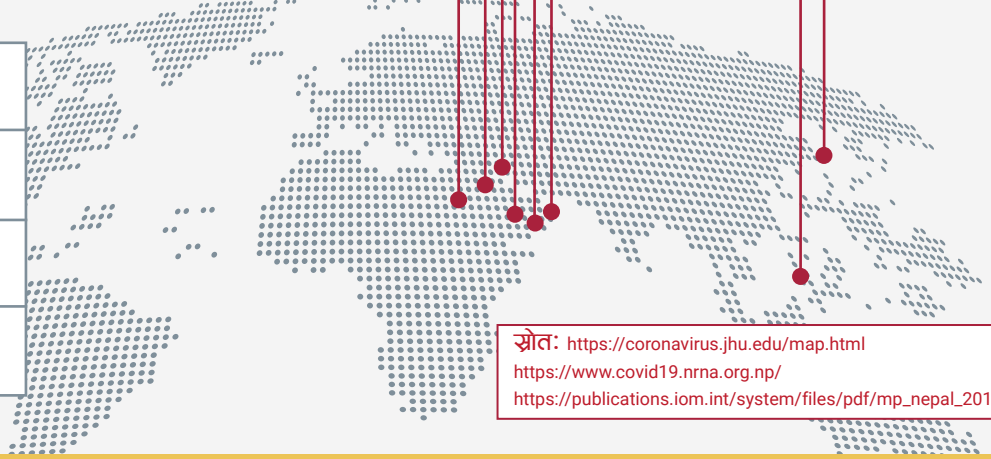 स्रोत: https://coronavirus.jhu.edu/map.html
https://www.covid19.nrna.org.np/
https://publications.iom.int/system/files/pdf/mp_nepal_201